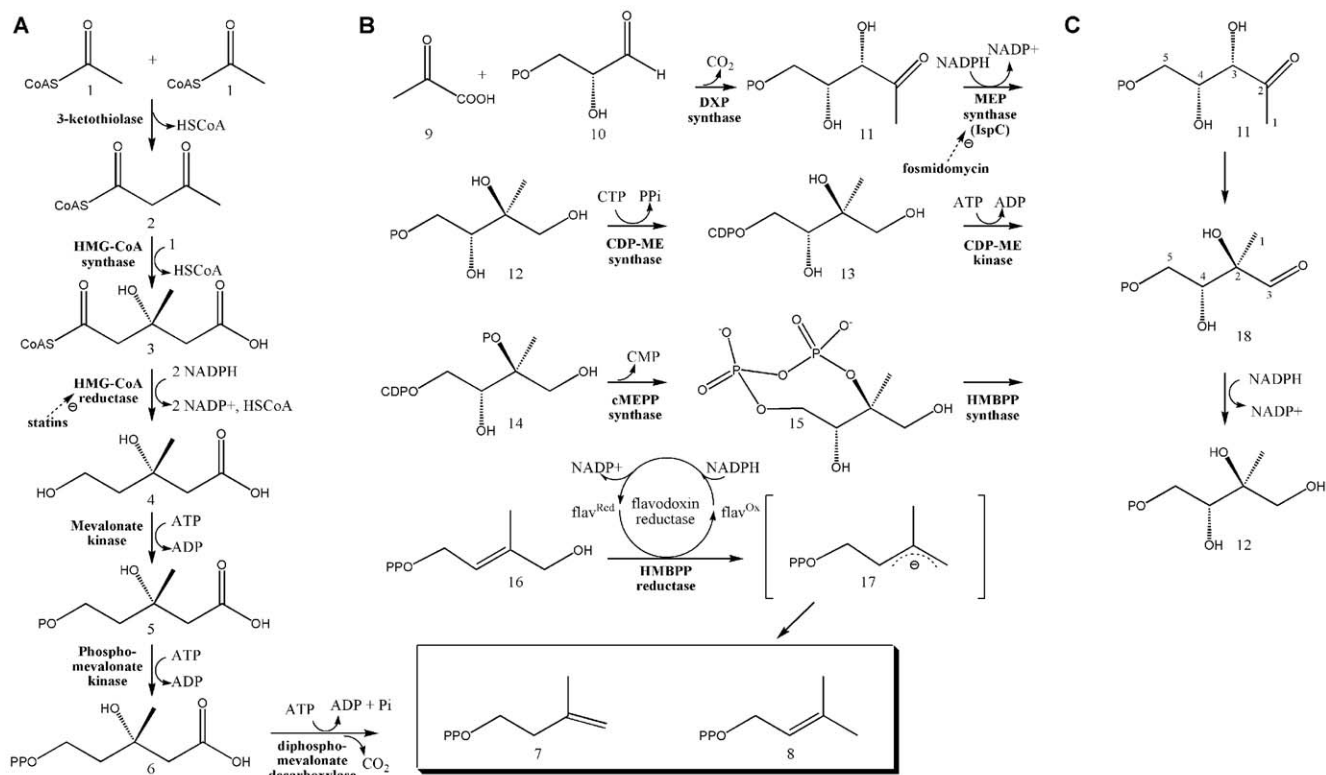 A
O
O
CoAS
1
+
CoAS
1
3-ketothiolase
HSCoA
O
O
CoAS
2
HMG-CoA
synthase
1
HSCoA
O
HO
O
CoAS
3
OH
HMG-CoA
reductase
2 NADPH
2 NADP+, HSCoA
⊖
statins
HO
O
HO
4
OH
Mevalonate
kinase
ATP
ADP
HO
O
PO
5
OH
Phospho-
mevalonate
kinase
ATP
ADP
HO
O
PPO
6
OH
ATP
ADP + Pi
diphospho-
mevalonate
decarboxylase
CO2
B
O
COOH
9
+
O
PO
H
OH
10
CO2
DXP
synthase
OH
PO
O
OH
11
NADPH
NADP+
MEP
synthase
(IspC)
⊖
fosmidomycin
HO
OH
PO
OH
12
CTP
PPi
CDP-ME
synthase
HO
OH
CDPO
OH
13
ATP
ADP
CDP-ME
kinase
PO
OH
CDPO
OH
14
CMP
cMEPP
synthase
-O
O
O-
P
P
O
O
O
O
15
OH
OH
HMBPP
synthase
NADP+
NADPH
flavRed
flavodoxin
reductase
flavOx
OH
PPO
16
HMBPP
reductase
PPO
17
⊖
PPO
7
PPO
8
C
OH
5
3
O
PO
4
2
OH
1
11
HO
1
5
O
PO
4
2
3
OH
18
NADPH
NADP+
HO
OH
PO
OH
12